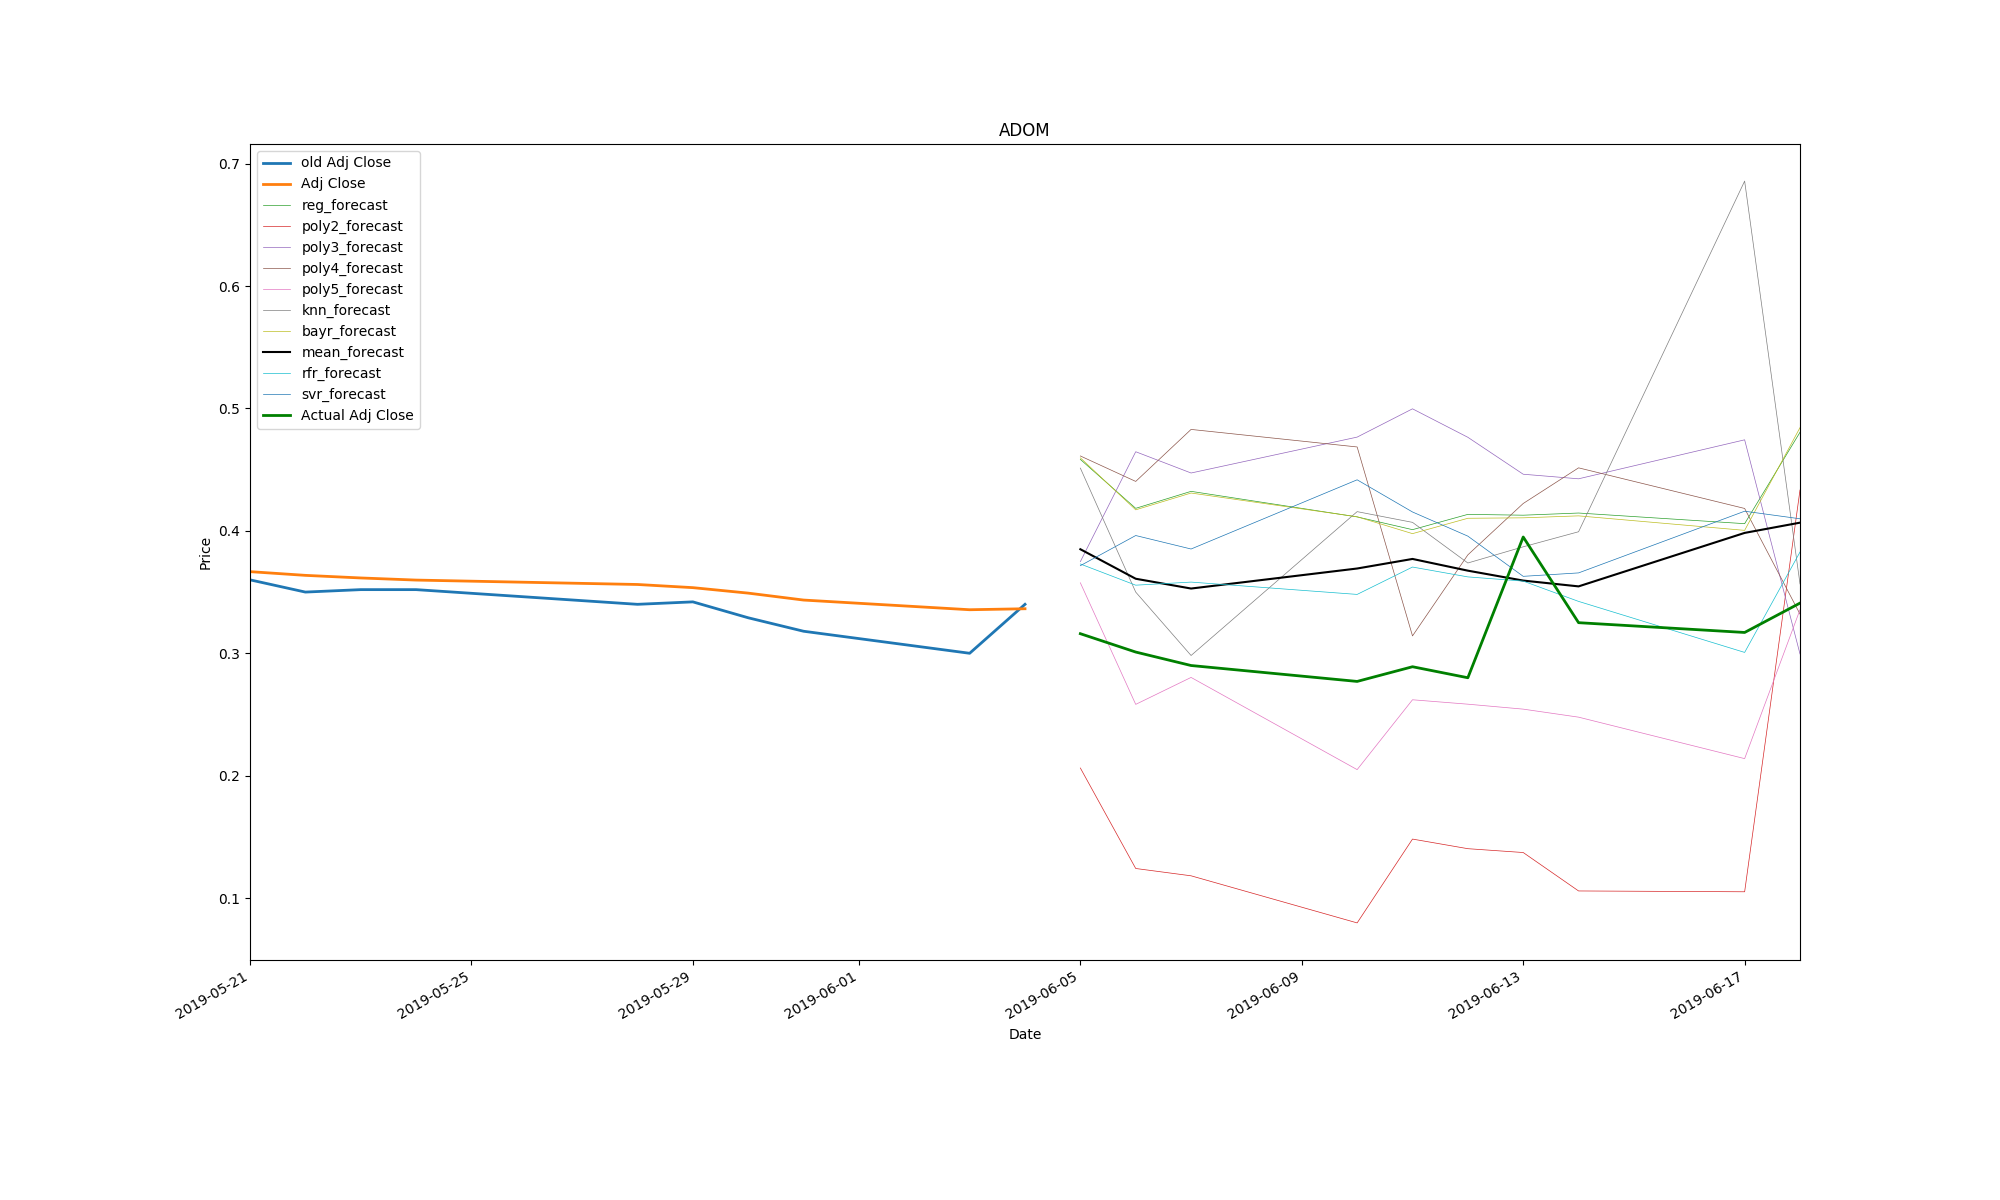 ADOM
0.7
0.6
0.5
0.4
0.3
0.2
0.1
Price
old Adj Close
Adj Close
reg_forecast
poly2_forecast
poly3_forecast
poly4_forecast
poly5_forecast
knn_forecast
bayr_forecast
mean_forecast
rfr_forecast
svr_forecast
Actual Adj Close
2019-05-21
2019-05-25
2019-05-29
2019-06-01
2019-06-05
2019-06-09
2019-06-13
2019-06-17
Date